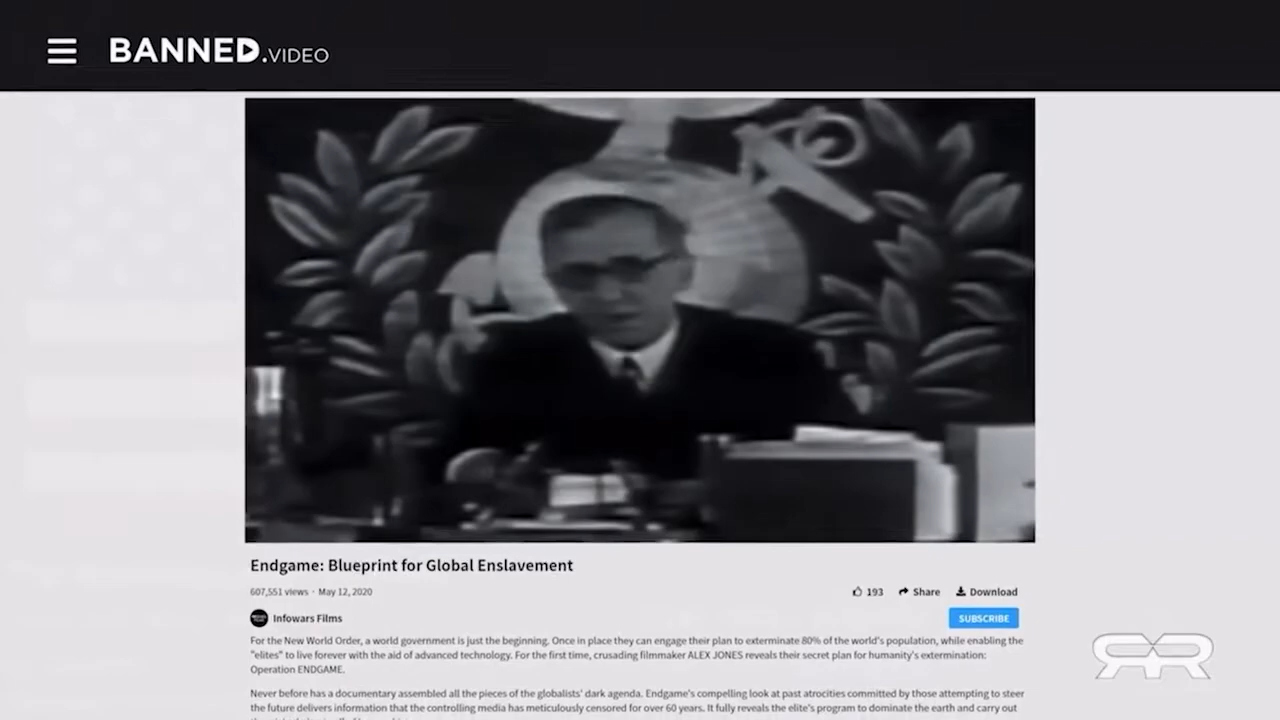 BANNED.VIDEO
Endgame: Blueprint for Global Enslavement
607,551 views · May 12, 2020
193 Share Download
Infowars Films
SUBSCRIBE
For the New World Order, a world government is just the beginning. Once in place they can engage their plan to exterminate 80% of the world's population, while enabling the
"elites" to live forever with the aid of advanced technology. For the first time, crusading filmmaker ALEX JONES reveals their secret plan for humanity's extermination:
Operation ENDGAME.
Never before has a documentary assembled all the pieces of the globalists' dark agenda. Endgame's compelling look at past atrocities committed by those attempting to steer
the future delivers information that the controlling media has meticulously censored for over 60 years. It fully reveals the elite's program to dominate the earth and carry out